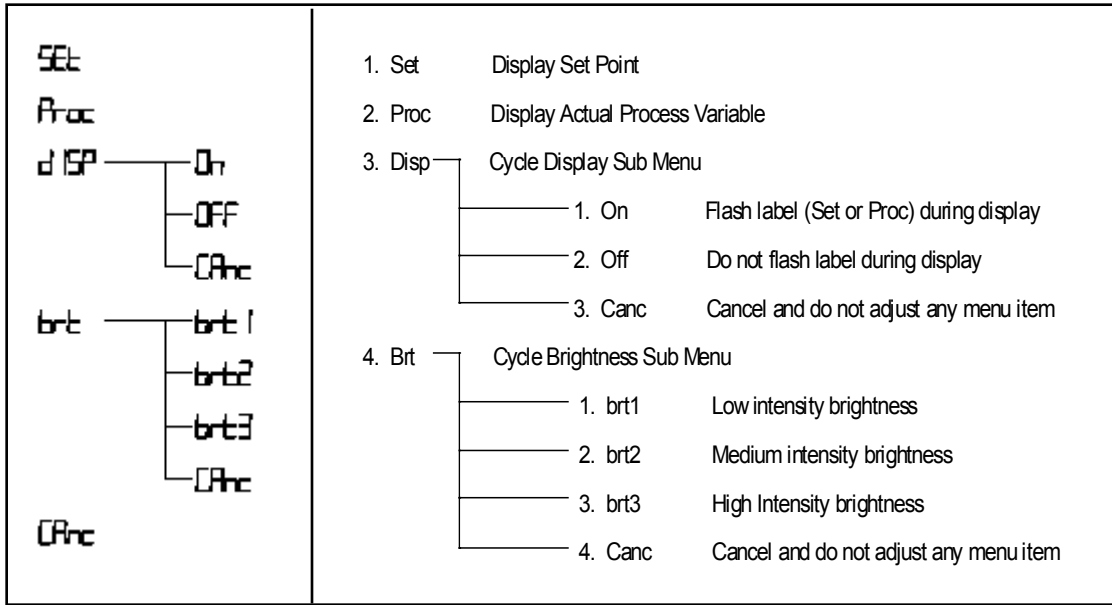 SEt
Proc
dISP
On
OFF
CAnc
brt
brt1
brt2
brt3
CAnc
CAnc
1. Set Display Set Point
2. Proc Display Actual Process Variable
3. Disp Cycle Display Sub Menu
1. On Flash label (Set or Proc) during display
2. Off Do not flash label during display
3. Canc Cancel and do not adjust any menu item
4. Brt Cycle Brightness Sub Menu
1. brt1 Low intensity brightness
2. brt2 Medium intensity brightness
3. brt3 High Intensity brightness
4. Canc Cancel and do not adjust any menu item